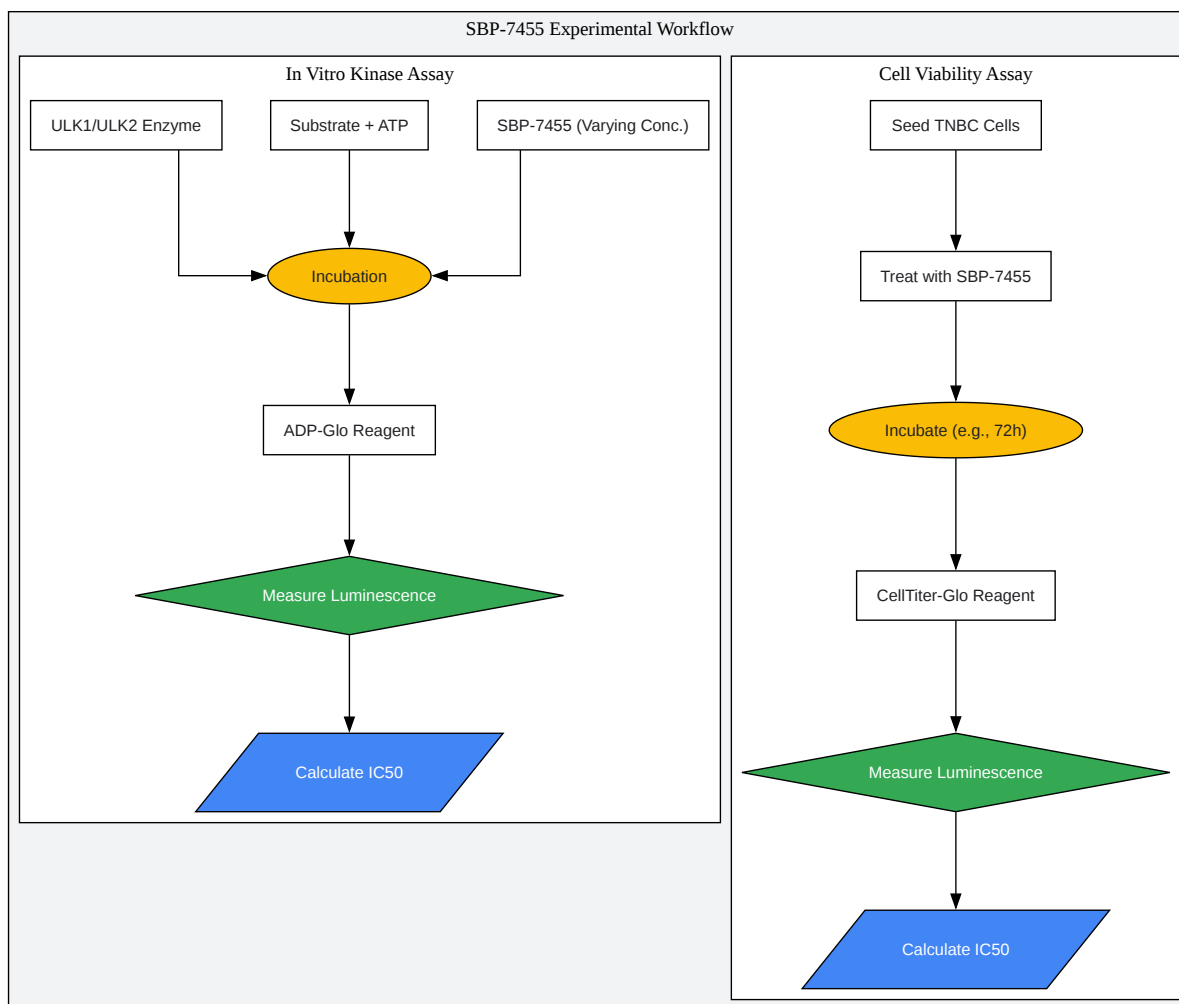 SBP-7455 Experimental Workflow
In Vitro Kinase Assay
ULK1/ULK2 Enzyme
Substrate + ATP
SBP-7455 (Varying Conc.)
Incubation
ADP-Glo Reagent
Measure Luminescence
Calculate IC50
Cell Viability Assay
Seed TNBC Cells
Treat with SBP-7455
Incubate (e.g., 72h)
CellTiter-Glo Reagent
Measure Luminescence
Calculate IC50